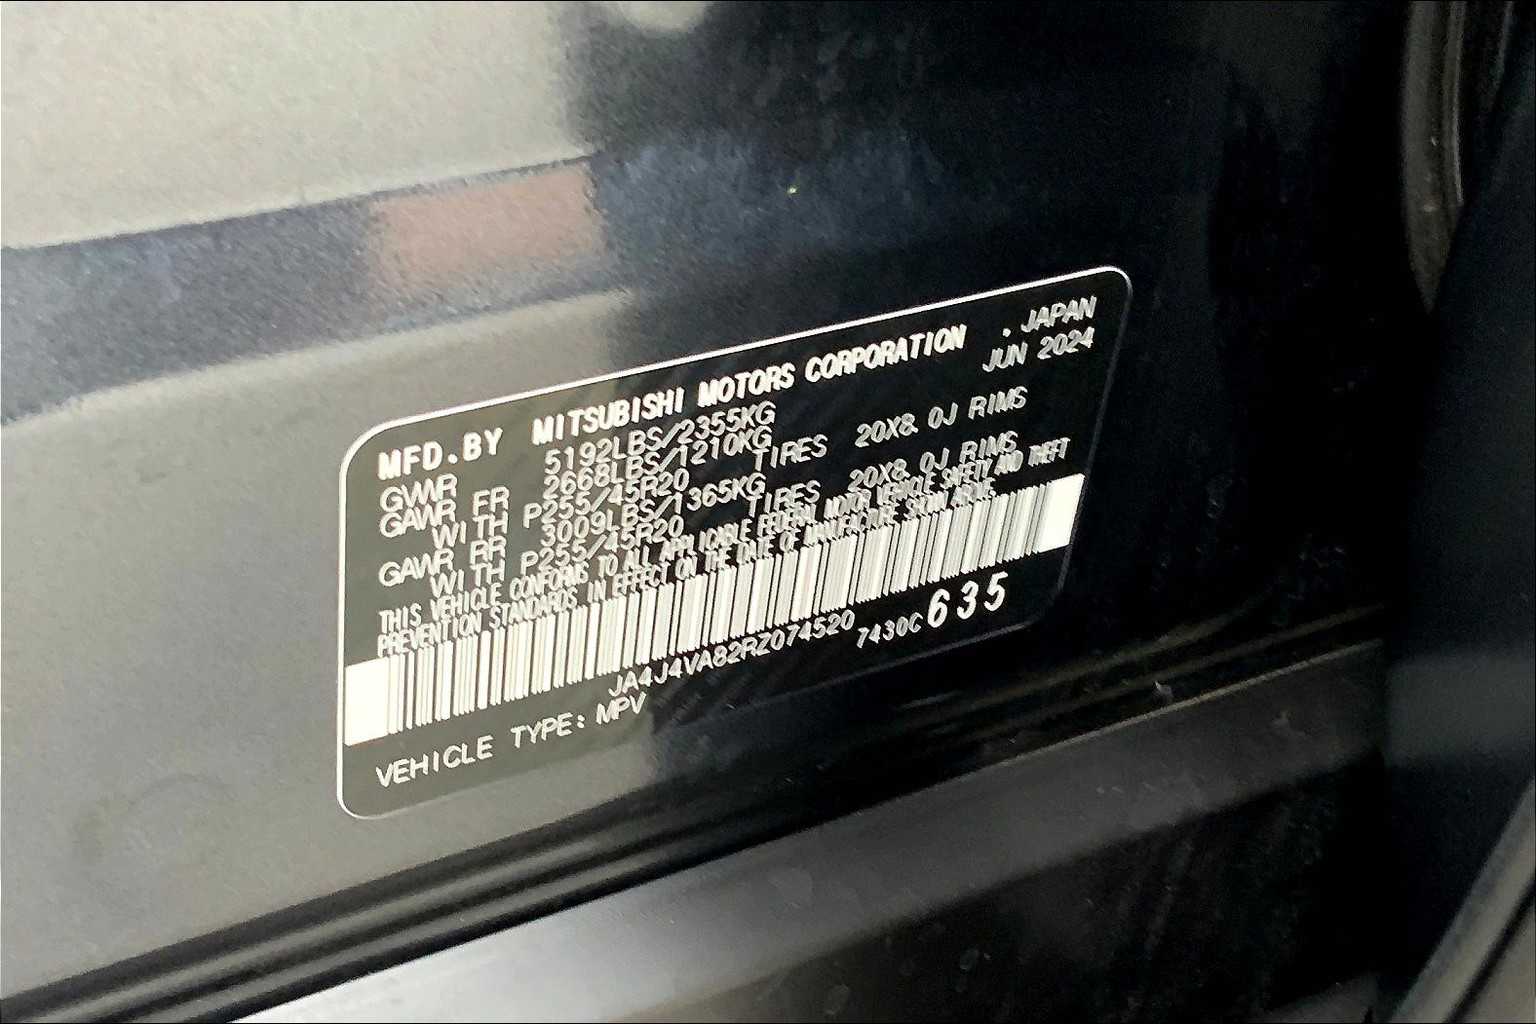 MFD.BY MITSUBISHI MOTORS CORPORATION . JAPAN
JUN 2024
GVWR 5192LBS/2355KG
GAWR FR 2668LBS/1210KG
WITH P255/45R20 TIRES 20X8.0J RIMS
GAWR RR 3009LBS/1365KG
WITH P255/45R20 TIRES 20X8.0J RIMS
THIS VEHICLE CONFORMS TO ALL APPLICABLE FEDERAL MOTOR VEHICLE SAFETY AND THEFT
PREVENTION STANDARDS IN EFFECT ON THE DATE OF MANUFACTURE SHOWN ABOVE.
JA4J4VA82RZ074520 7430C 635
VEHICLE TYPE: MPV